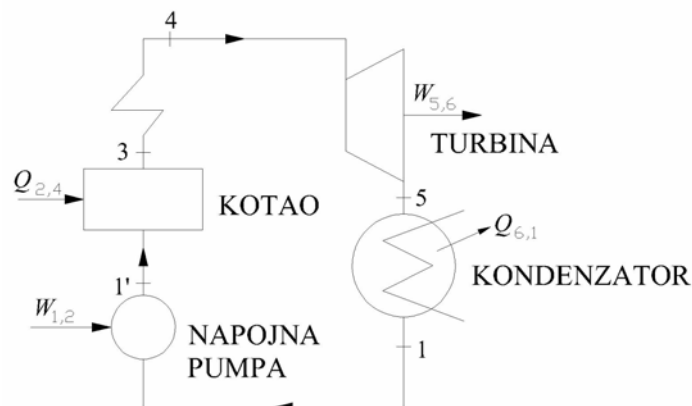 4
W5,6
TURBINA
3
Q2,4
KOTAO
5
Q6,1
KONDENZATOR
1'
W1,2
NAPOJNA
PUMPA
1